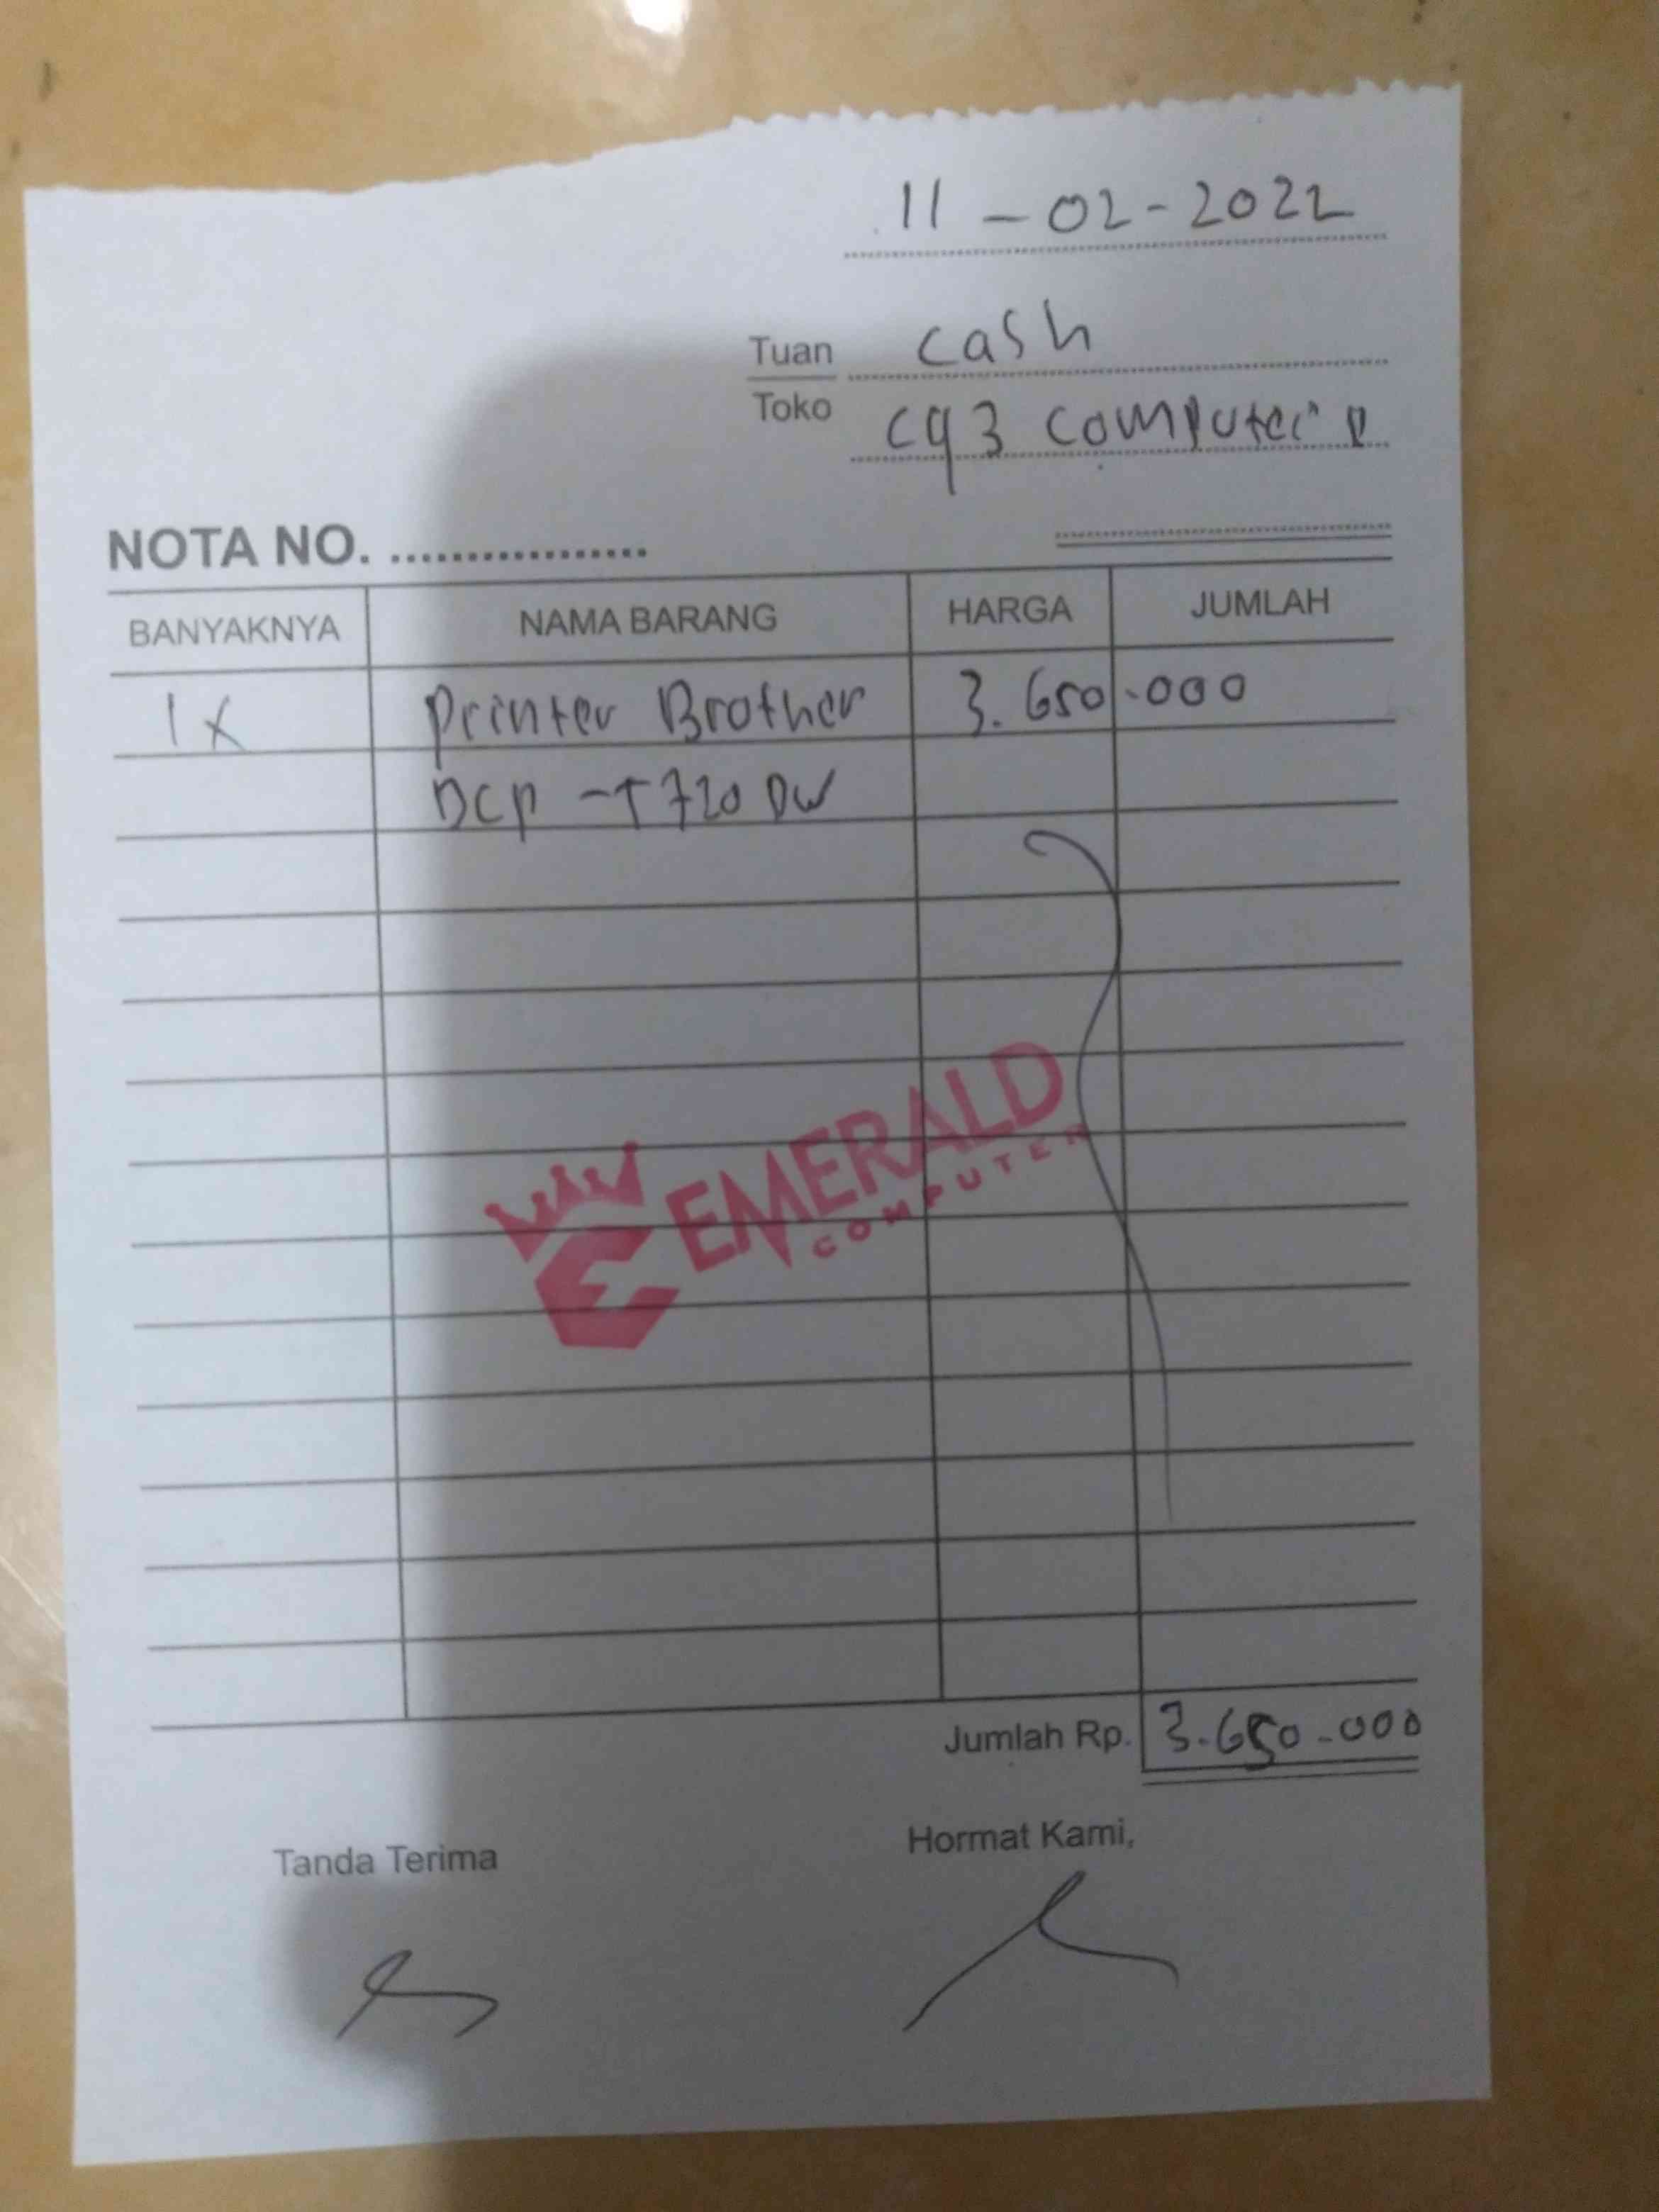 11 - 02 - 2022
Tuan cash
Toko
computer
NOTA NO. ..................
BANYAKNYA NAMA BARANG HARGA JUMLAH
1x Printer Brother 3.650.000
DCP -T720 DW
EMERALD
COMPUTER
Jumlah Rp. 3.650.000
Tanda Terima Hormat Kami,